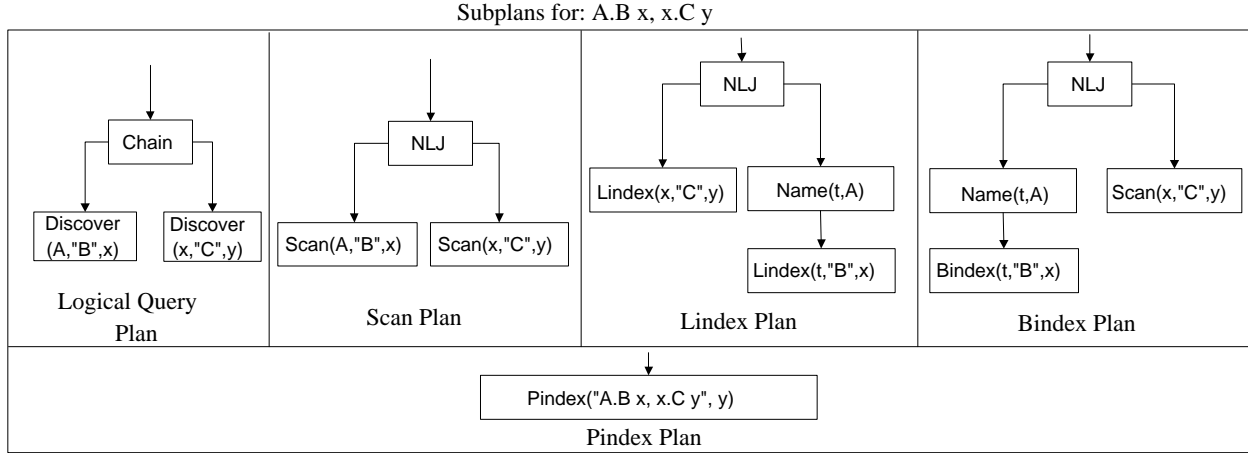 Subplans for: A.B x, x.C y
Chain
Discover
(A,"B",x)
Discover
(x,"C",y)
Logical Query
Plan
NLJ
Scan(A,"B",x)
Scan(x,"C",y)
Scan Plan
NLJ
Lindex(x,"C",y)
Name(t,A)
Lindex(t,"B",x)
Lindex Plan
NLJ
Name(t,A)
Scan(x,"C",y)
Bindex(t,"B",x)
Bindex Plan
Pindex("A.B x, x.C y", y)
Pindex Plan